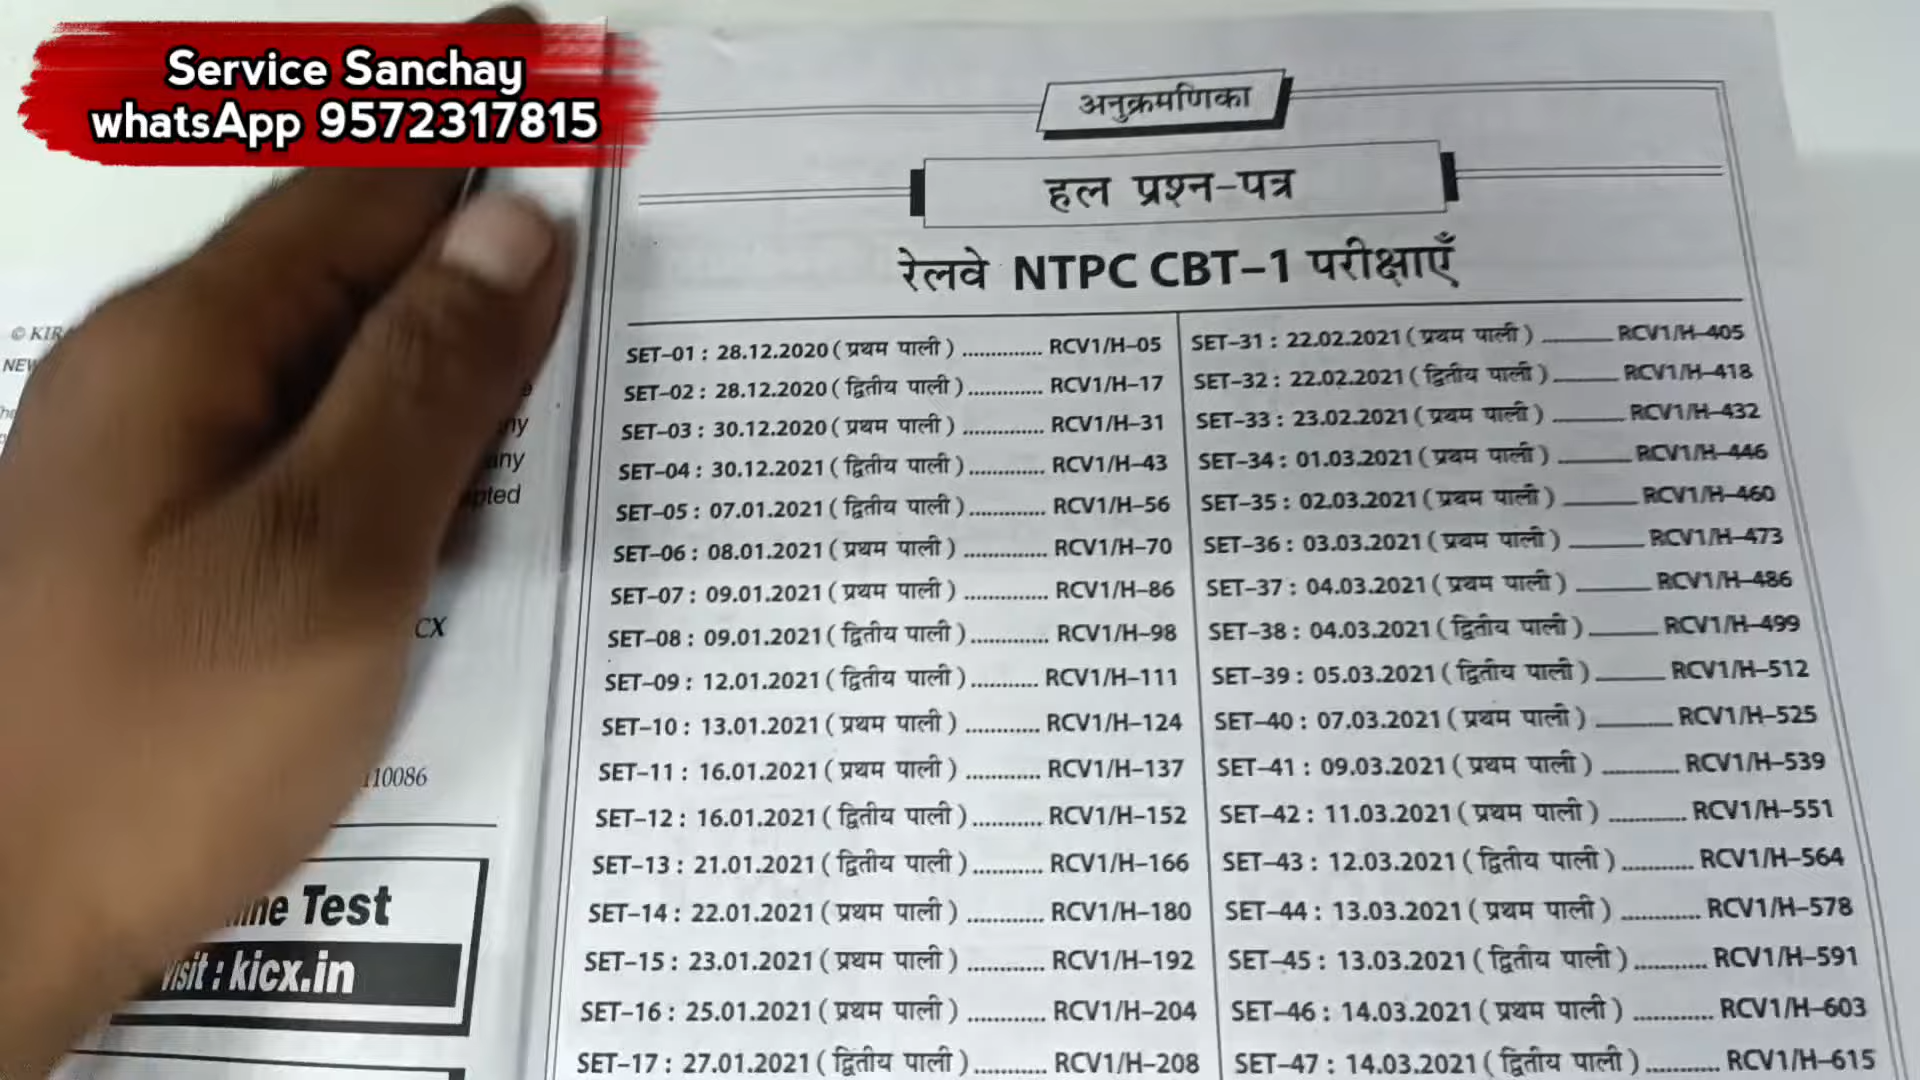 Service Sanchay
whatsApp 9572317815
अनुक्रमणिका
हल प्रश्न-पत्र
रेलवे NTPC CBT-1 परीक्षाएँ
SET-01 : 28.12.2020 ( प्रथम पाली ) .............. RCV1/H-05
SET-02 : 28.12.2020 ( द्वितीय पाली ) ............. RCV1/H-17
SET-03 : 30.12.2020 ( प्रथम पाली ) .............. RCV1/H-31
SET-04 : 30.12.2021 ( द्वितीय पाली ) ............. RCV1/H-43
SET-05 : 07.01.2021 ( द्वितीय पाली ) ............. RCV1/H-56
SET-06 : 08.01.2021 ( प्रथम पाली ) .............. RCV1/H-70
SET-07 : 09.01.2021 ( प्रथम पाली ) .............. RCV1/H-86
SET-08 : 09.01.2021 ( द्वितीय पाली ) ............. RCV1/H-98
SET-09 : 12.01.2021 ( द्वितीय पाली ) ........... RCV1/H-111
SET-10 : 13.01.2021 ( प्रथम पाली ) ............ RCV1/H-124
SET-11 : 16.01.2021 ( प्रथम पाली ) ............ RCV1/H-137
SET-12 : 16.01.2021 ( द्वितीय पाली ) ........... RCV1/H-152
SET-13 : 21.01.2021 ( द्वितीय पाली ) ........... RCV1/H-166
SET-14 : 22.01.2021 ( प्रथम पाली ) ............ RCV1/H-180
SET-15 : 23.01.2021 ( प्रथम पाली ) ............ RCV1/H-192
SET-16 : 25.01.2021 ( प्रथम पाली ) ............ RCV1/H-204
SET-17 : 27.01.2021 ( द्वितीय पाली ) ........... RCV1/H-208
SET-31 : 22.02.2021 ( प्रथम पाली ) ............ RCV1/H-405
SET-32 : 22.02.2021 ( द्वितीय पाली ) ........... RCV1/H-418
SET-33 : 23.02.2021 ( प्रथम पाली ) ............ RCV1/H-432
SET-34 : 01.03.2021 ( प्रथम पाली ) ............ RCV1/H-446
SET-35 : 02.03.2021 ( प्रथम पाली ) ............ RCV1/H-460
SET-36 : 03.03.2021 ( प्रथम पाली ) ............ RCV1/H-473
SET-37 : 04.03.2021 ( प्रथम पाली ) ............ RCV1/H-486
SET-38 : 04.03.2021 ( द्वितीय पाली ) ........... RCV1/H-499
SET-39 : 05.03.2021 ( द्वितीय पाली ) ........... RCV1/H-512
SET-40 : 07.03.2021 ( प्रथम पाली ) ............ RCV1/H-525
SET-41 : 09.03.2021 ( प्रथम पाली ) ............ RCV1/H-539
SET-42 : 11.03.2021 ( प्रथम पाली ) ............ RCV1/H-551
SET-43 : 12.03.2021 ( द्वितीय पाली ) ........... RCV1/H-564
SET-44 : 13.03.2021 ( प्रथम पाली ) ............ RCV1/H-578
SET-45 : 13.03.2021 ( द्वितीय पाली ) ........... RCV1/H-591
SET-46 : 14.03.2021 ( प्रथम पाली ) ............ RCV1/H-603
SET-47 : 14.03.2021 ( द्वितीय पाली ) ........... RCV1/H-615
CX
110086
Test
visit : kicx.in